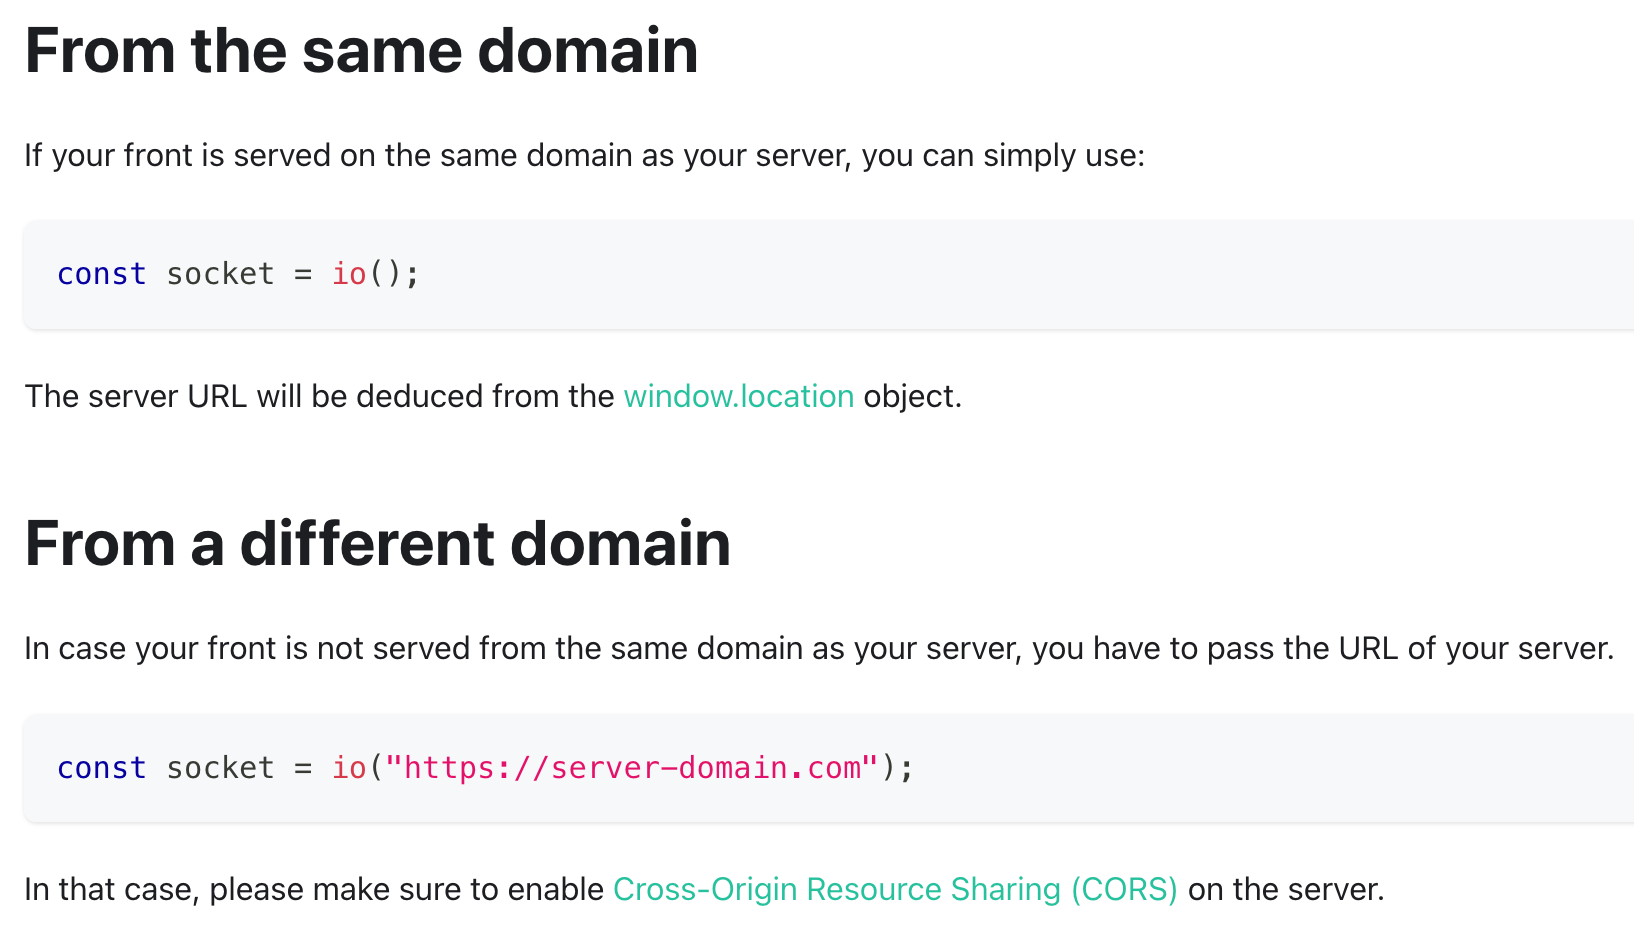 From the same domain
If your front is served on the same domain as your server, you can simply use:
const socket = io();
The server URL will be deduced from the window.location object.
From a different domain
In case your front is not served from the same domain as your server, you have to pass the URL of your server.
const socket = io("https://server-domain.com");
In that case, please make sure to enable Cross-Origin Resource Sharing (CORS) on the server.